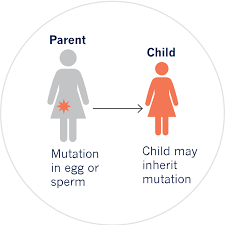 Parent
Child
Mutation
in egg or
sperm
Child may
inherit
mutation